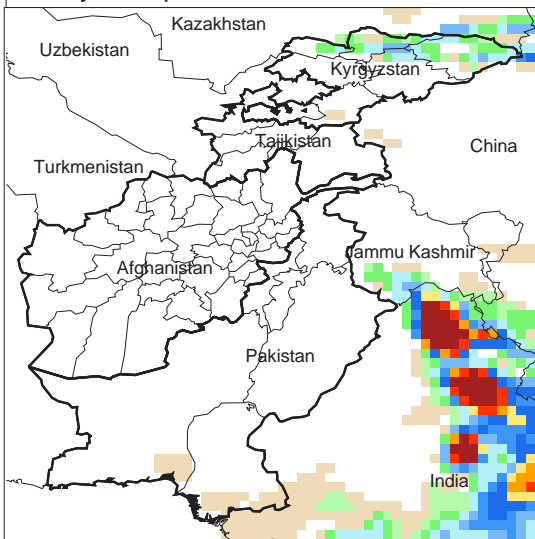 Kazakhstan
Uzbekistan
Kyrgyzstan
Tajikistan
China
Turkmenistan
Jammu Kashmir
Afghanistan
Pakistan
India